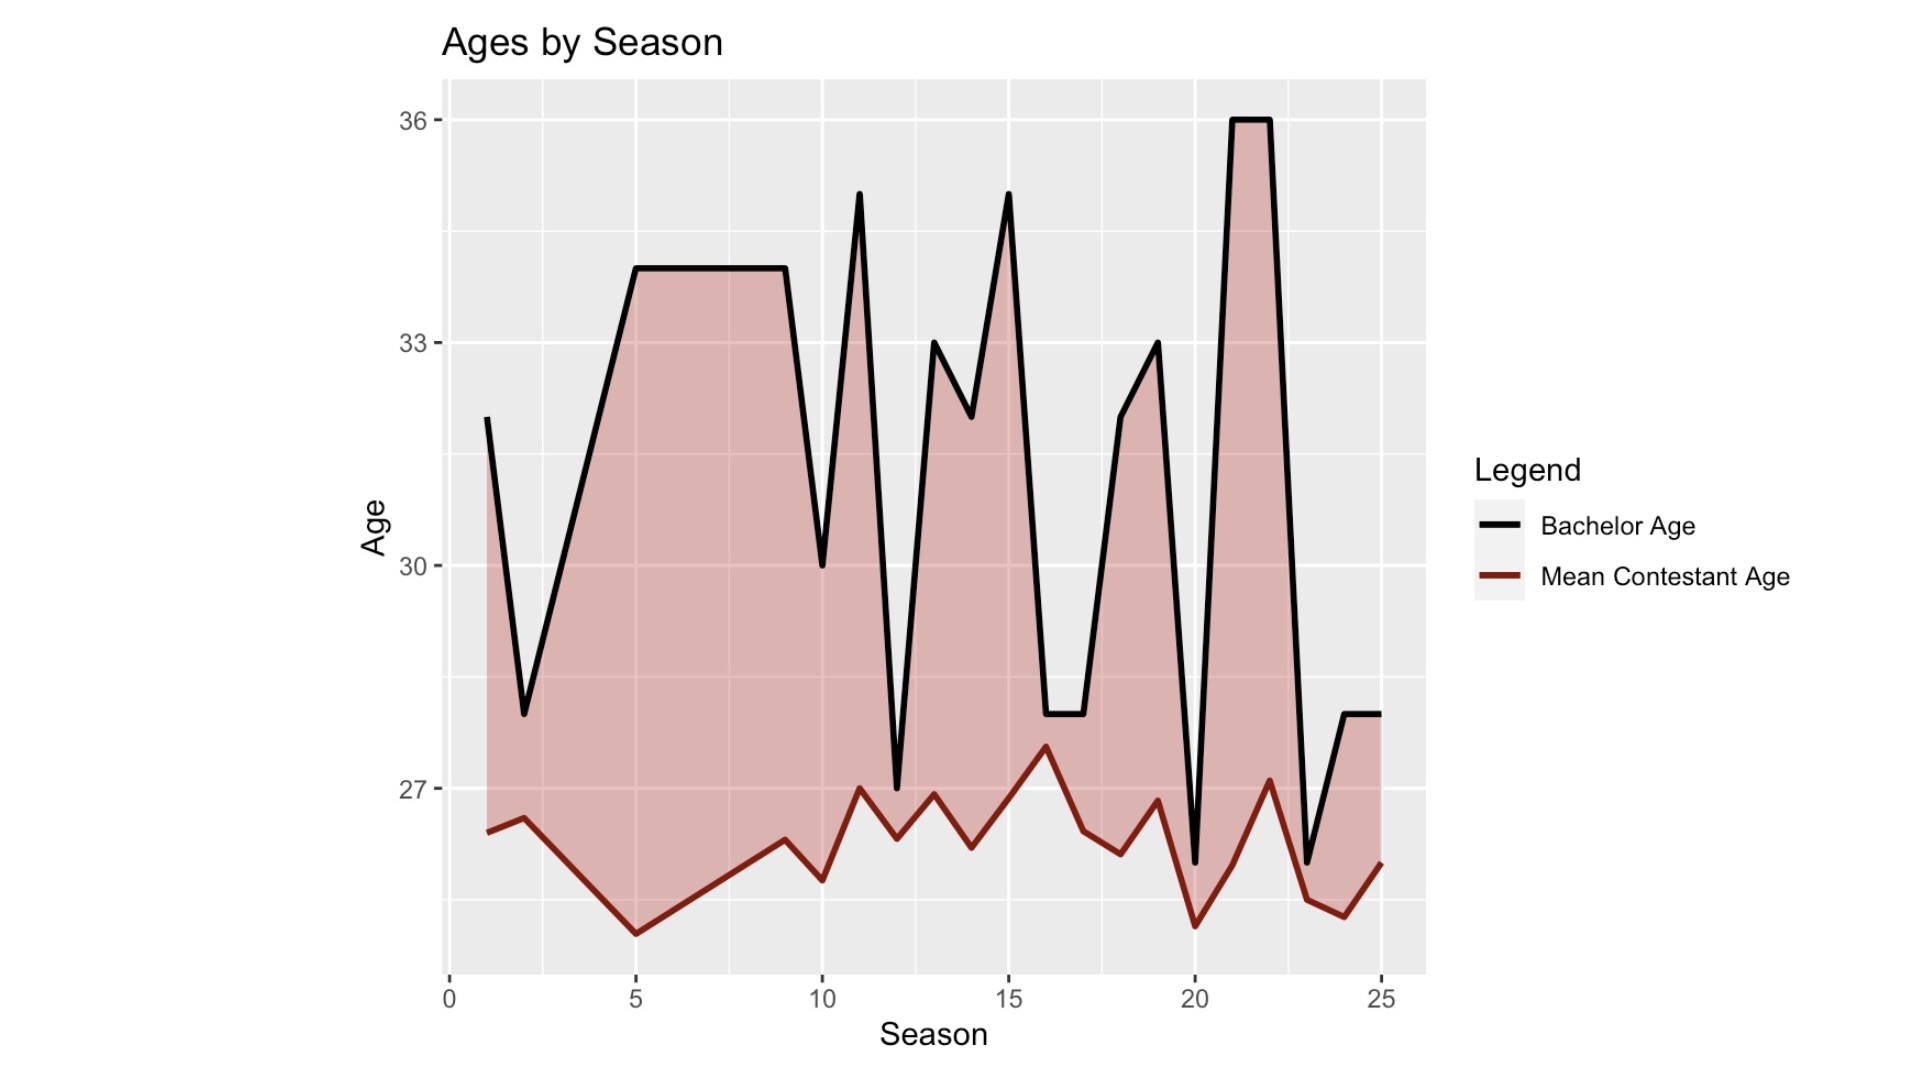 Ages by Season
36
33
30
27
Age
0 5 10 15 20 25
Season
Legend
Bachelor Age
Mean Contestant Age